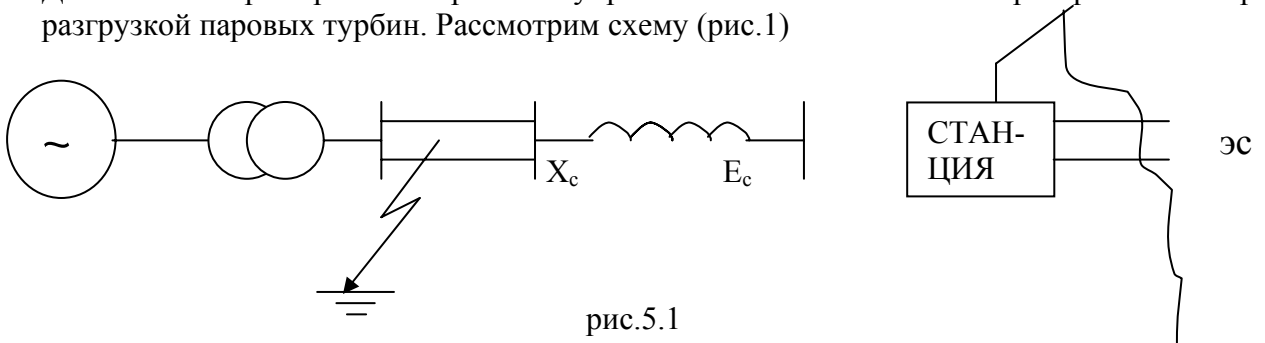 разгрузкой паровых турбин. Рассмотрим схему (рис.1)
~
X_c
E_c
СТАН-
ЦИЯ
эс
рис.5.1